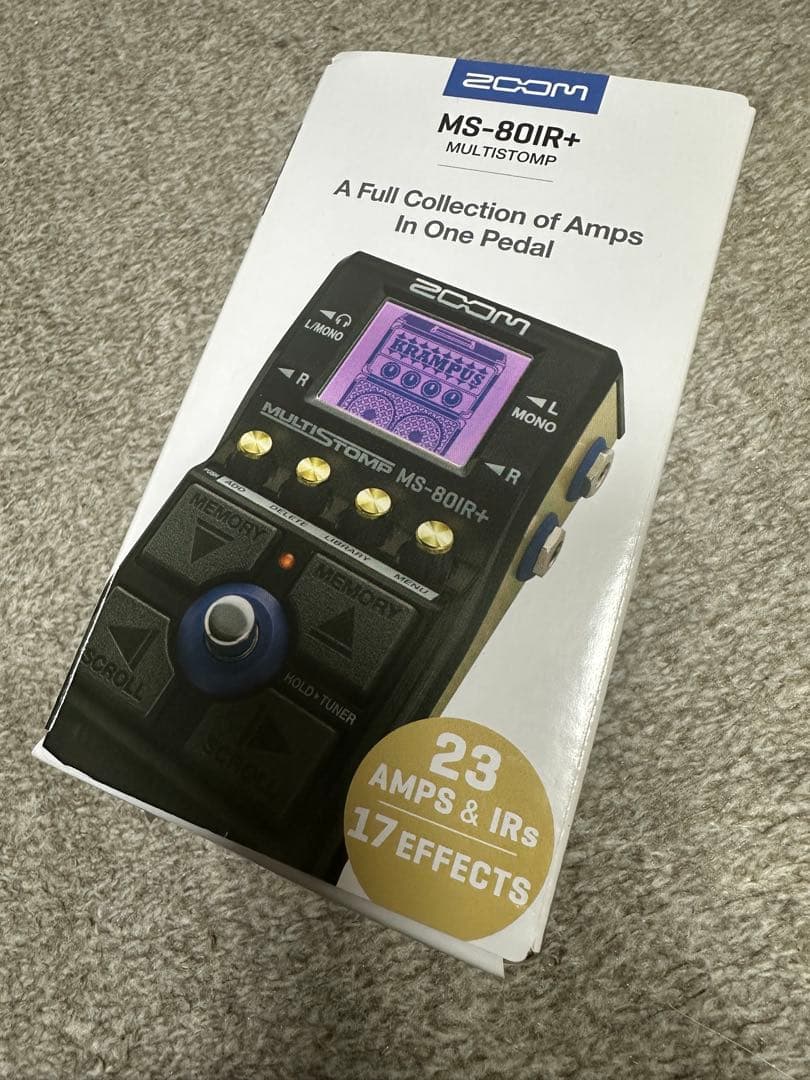 ZOOM
MS-80IR+
MULTISTOMP
A Full Collection of Amps
In One Pedal
ZOOM
L/MONO
R
KRAMPUS
L
MONO
R
MULTISTOMP MS-80IR+
PUSH
ADD
DELETE
LIBRARY
MENU
MEMORY
MEMORY
SCROLL
HOLD▶TUNER
SCROLL
23
AMPS & IRs
17 EFFECTS